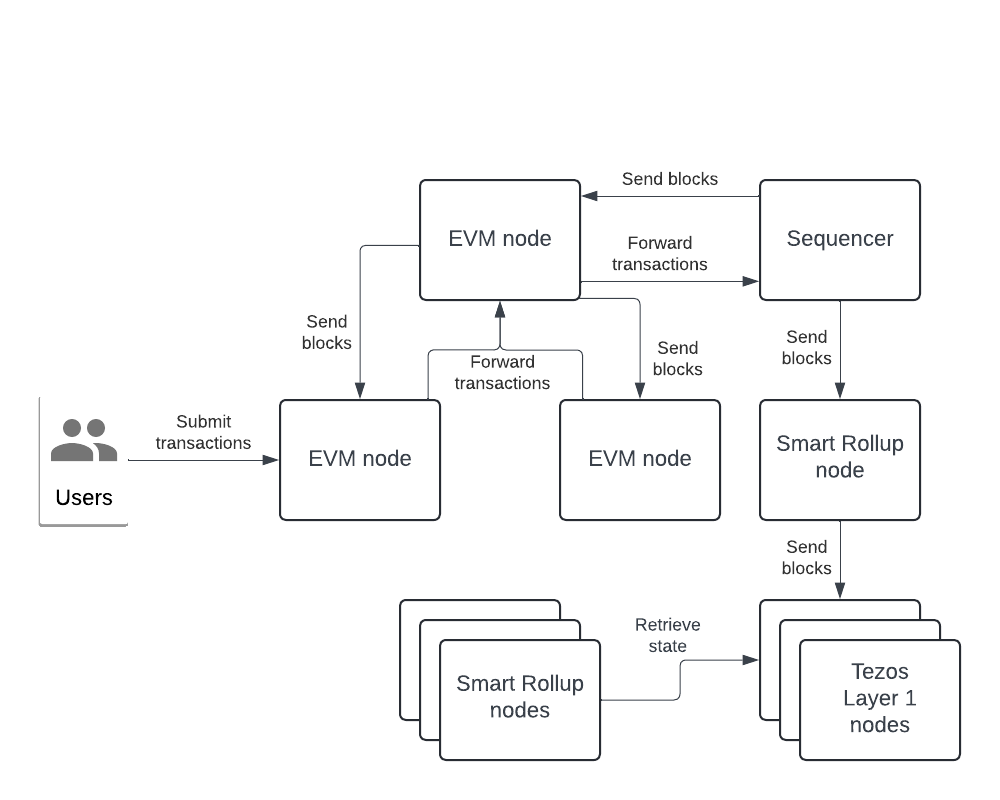 Send blocks
EVM node
Sequencer
Forward
transactions
Send
blocks
Forward
transactions
Send
blocks
Send
blocks
Submit
transactions
Users
EVM node
EVM node
Smart Rollup
node
Send
blocks
Retrieve
state
Smart Rollup
nodes
Tezos
Layer 1
nodes